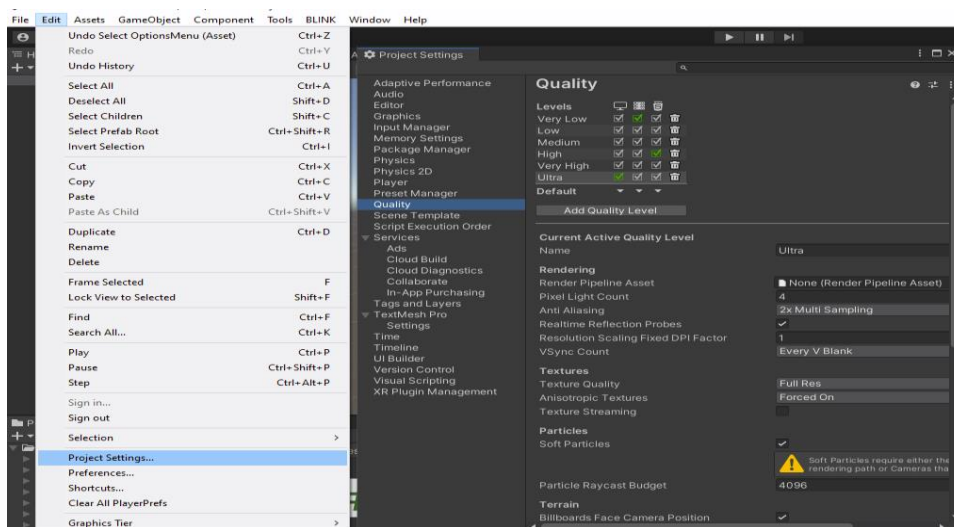 File Edit Assets GameObject Component Tools BLINK Window Help
Undo Select OptionsMenu (Asset) Ctrl+Z
Redo Ctrl+Y
Undo History Ctrl+U
Select All Ctrl+A
Deselect All Shift+D
Select Children Shift+C
Select Prefab Root Ctrl+Shift+R
Invert Selection Ctrl+I
Cut Ctrl+X
Copy Ctrl+C
Paste Ctrl+V
Paste As Child Ctrl+Shift+V
Duplicate Ctrl+D
Rename
Delete
Frame Selected F
Lock View to Selected Shift+F
Find Ctrl+F
Search All... Ctrl+K
Play Ctrl+P
Pause Ctrl+Shift+P
Step Ctrl+Alt+P
Sign in...
Sign out
Selection >
Project Settings...
Preferences...
Shortcuts...
Clear All PlayerPrefs
Graphics Tier >
Project Settings
Adaptive Performance
Audio
Editor
Graphics
Input Manager
Memory Settings
Package Manager
Physics
Physics 2D
Player
Preset Manager
Quality
Scene Template
Script Execution Order
Services
Ads
Cloud Build
Cloud Diagnostics
Collaborate
In-App Purchasing
Tags and Layers
TextMesh Pro
Settings
Time
Timeline
UI Builder
Version Control
Visual Scripting
XR Plugin Management
Quality
Levels
Very Low
Low
Medium
High
Very High
Ultra
Default
Add Quality Level
Current Active Quality Level
Name Ultra
Rendering
Render Pipeline Asset None (Render Pipeline Asset)
Pixel Light Count 4
Anti Aliasing 2x Multi Sampling
Realtime Reflection Probes
Resolution Scaling Fixed DPI Factor 1
VSync Count Every V Blank
Textures
Texture Quality Full Res
Anisotropic Textures Forced On
Texture Streaming
Particles
Soft Particles
Soft Particles require either the
rendering path or Cameras tha
Particle Raycast Budget 4096
Terrain
Billboards Face Camera Position